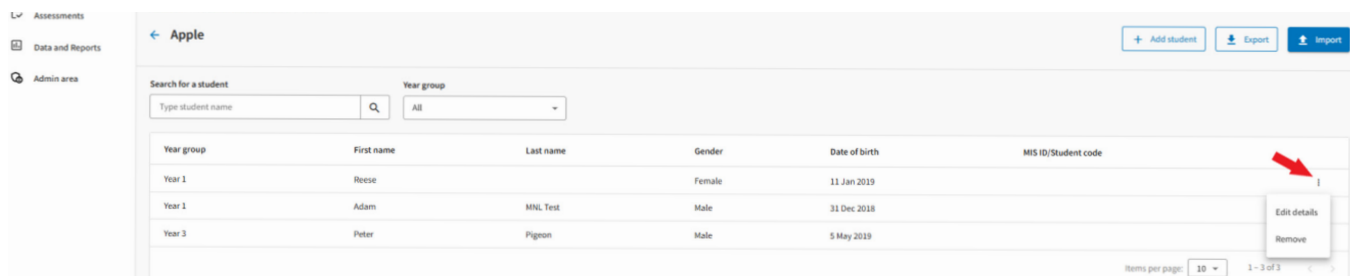 Assessments
Data and Reports
Admin area
← Apple
+ Add student
Export
Import
Search for a student
Year group
Type student name
All
Year group First name Last name Gender Date of birth MIS ID/Student code
Year 1 Reese Female 11 Jan 2019
Year 1 Adam MNL Test Male 31 Dec 2018
Year 3 Peter Pigeon Male 5 May 2019
Edit details
Remove
Items per page: 10 1 – 3 of 3